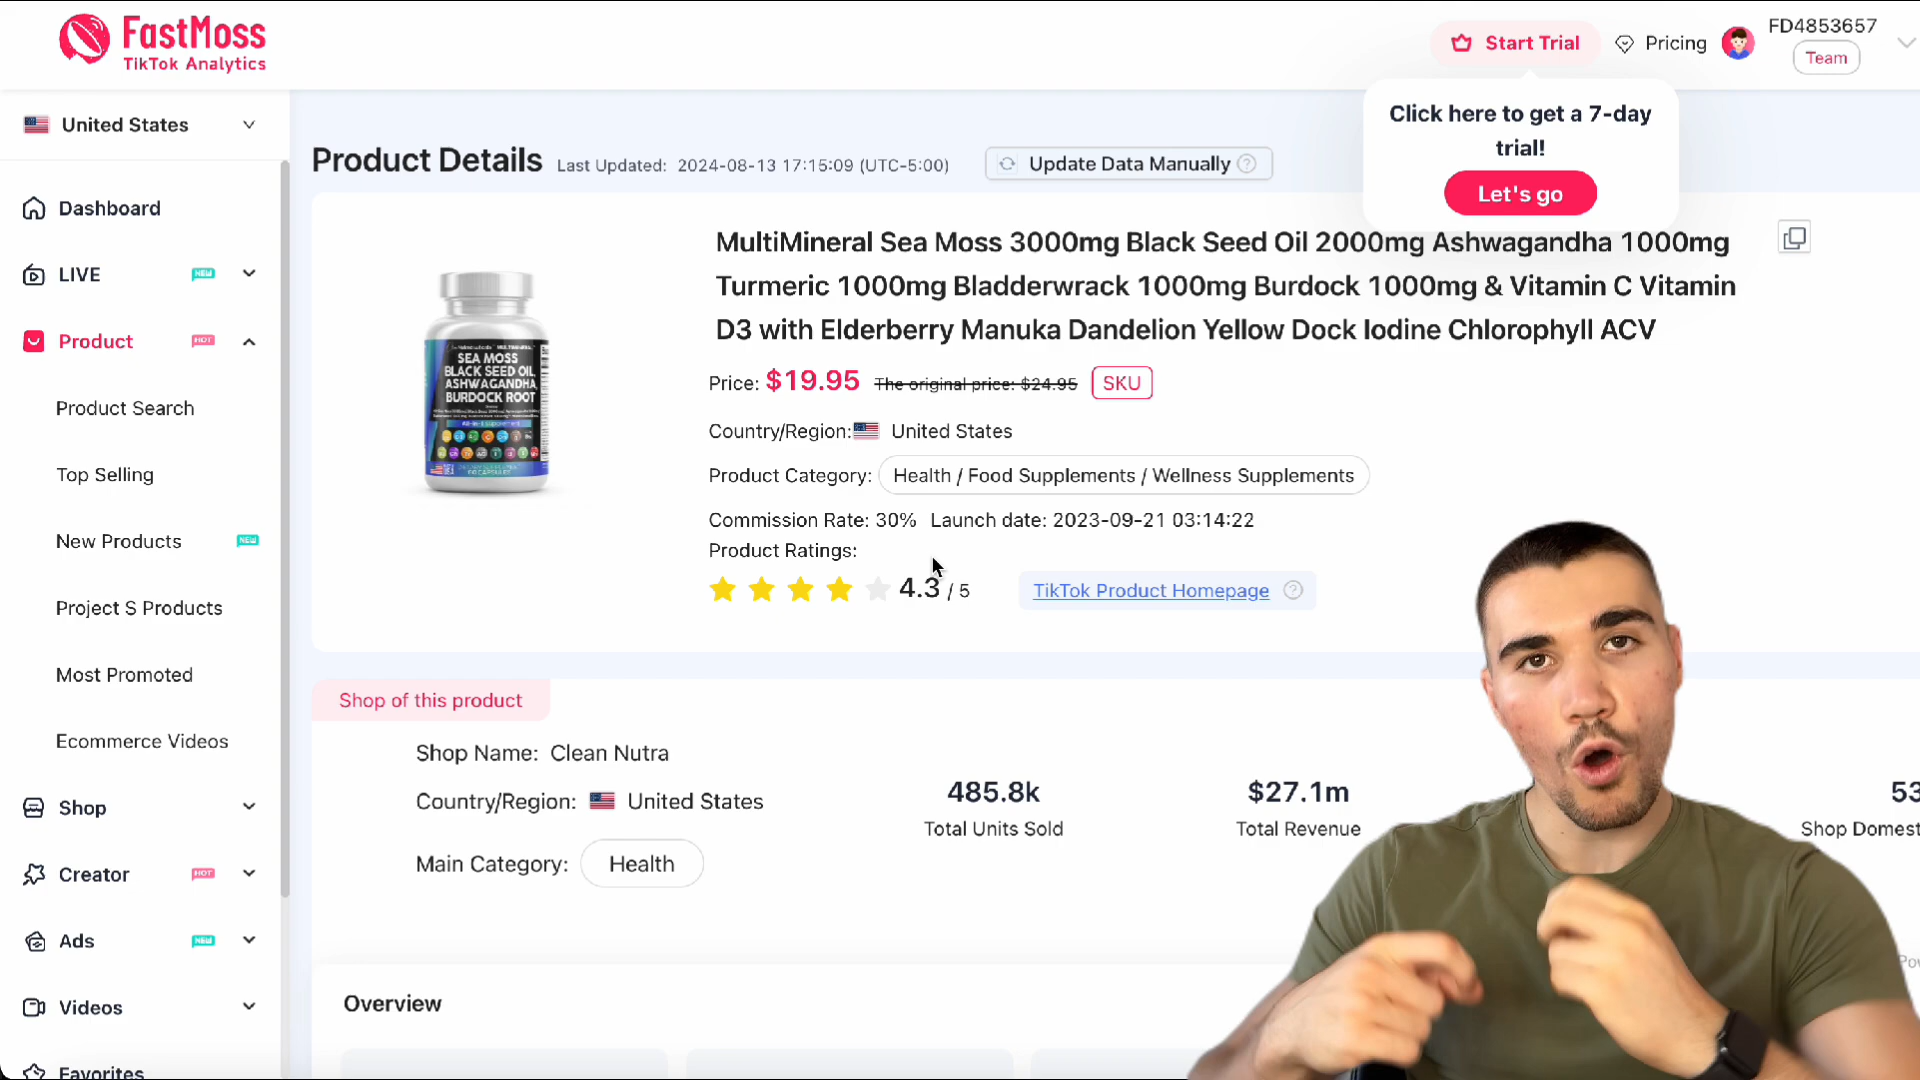 FastMoss
TikTok Analytics
Start Trial
Pricing
FD4853657
Team
Click here to get a 7-day
trial!
Let's go
United States
Dashboard
LIVE
NEW
Product
HOT
Product Search
Top Selling
New Products
NEW
Project S Products
Most Promoted
Ecommerce Videos
Shop
Creator
HOT
Ads
NEW
Videos
Favorites
Product Details
Last Updated: 2024-08-13 17:15:09 (UTC-5:00)
Update Data Manually
MultiMineral Sea Moss 3000mg Black Seed Oil 2000mg Ashwagandha 1000mg
Turmeric 1000mg Bladderwrack 1000mg Burdock 1000mg & Vitamin C Vitamin
D3 with Elderberry Manuka Dandelion Yellow Dock Iodine Chlorophyll ACV
SEA MOSS
BLACK SEED OIL,
ASHWAGANDHA,
BURDOCK ROOT
Price: $19.95 The original price: $24.95 SKU
Country/Region: United States
Product Category: Health / Food Supplements / Wellness Supplements
Commission Rate: 30% Launch date: 2023-09-21 03:14:22
Product Ratings:
4.3 / 5
TikTok Product Homepage
Shop of this product
Shop Name: Clean Nutra
Country/Region: United States
Main Category: Health
485.8k
Total Units Sold
$27.1m
Total Revenue
53
Shop Domest
Overview